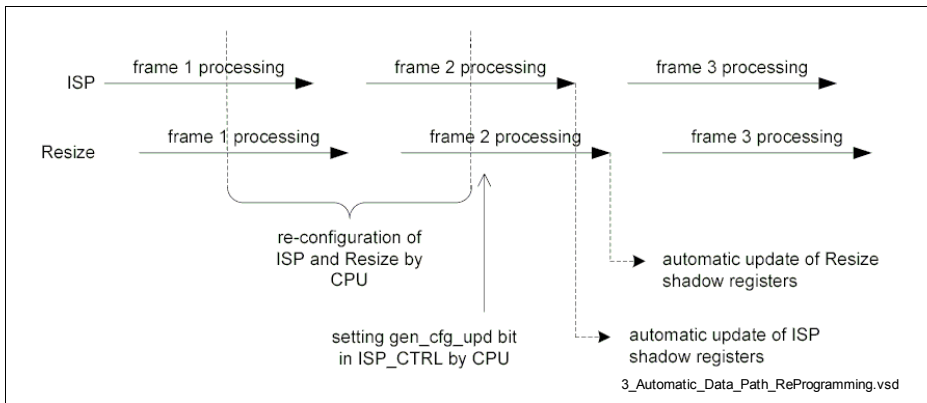 frame 1 processing
frame 2 processing
frame 3 processing
ISP
frame 1 processing
frame 2 processing
frame 3 processing
Resize
re-configuration of
ISP and Resize by
CPU
automatic update of Resize
shadow registers
setting gen_cfg_upd bit
in ISP_CTRL by CPU
automatic update of ISP
shadow registers
3_Automatic_Data_Path_ReProgramming.vsd